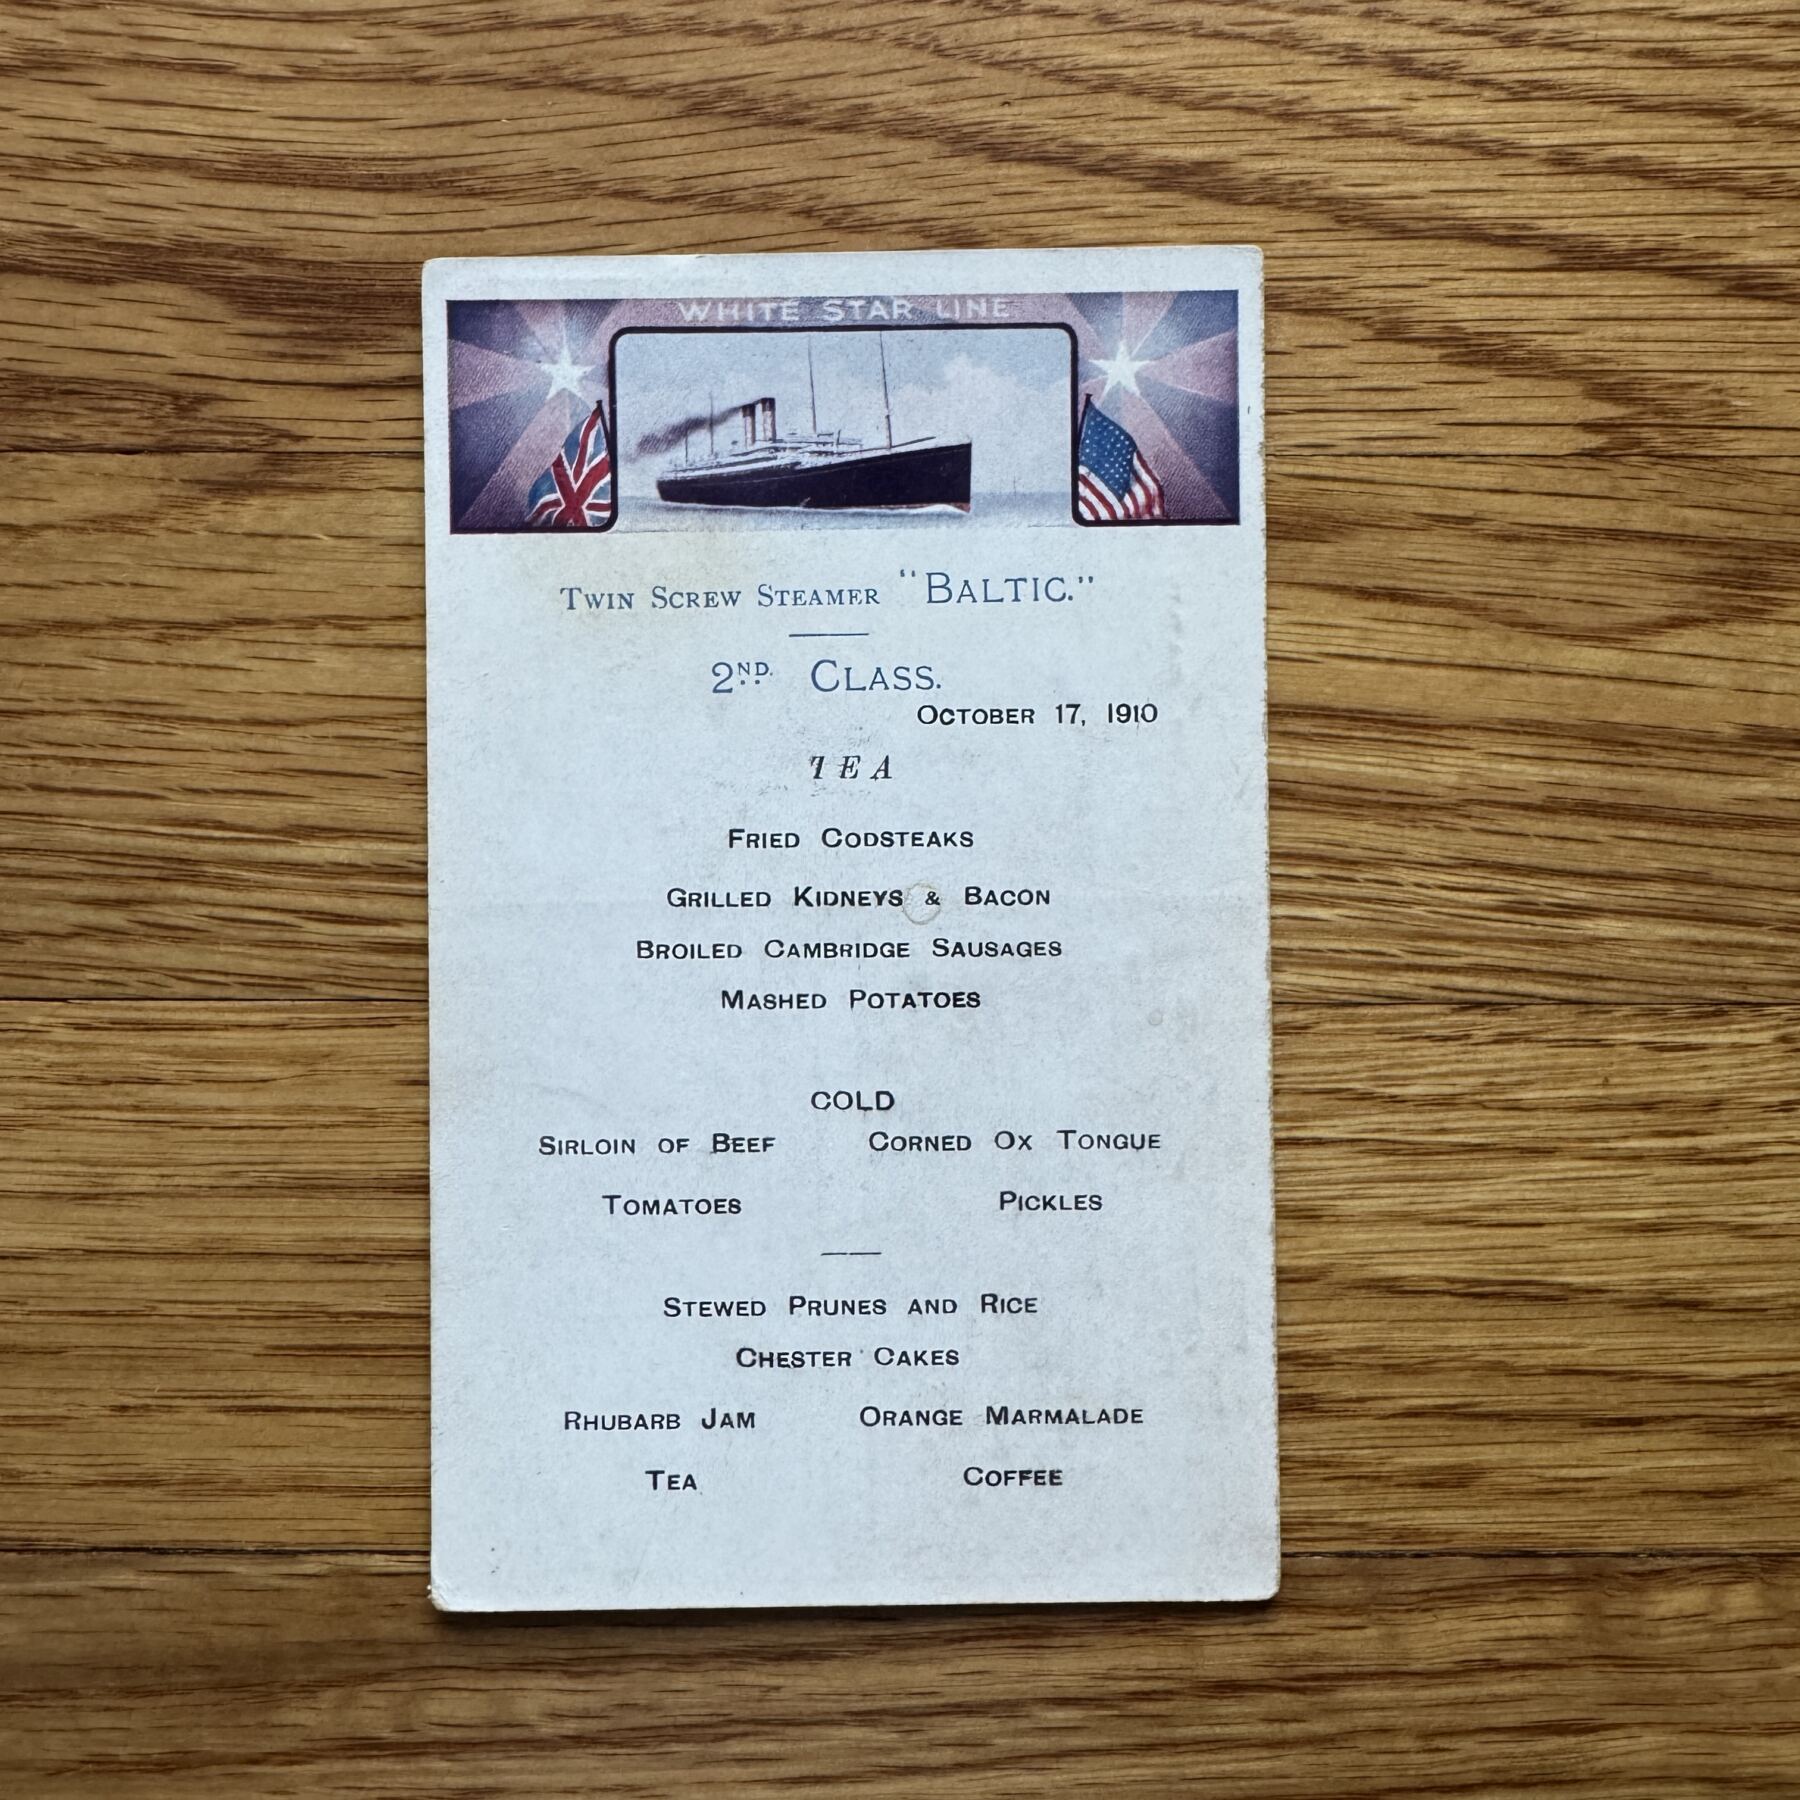 WHITE STAR LINE
TWIN SCREW STEAMER "BALTIC."
2ND. CLASS.
OCTOBER 17, 1910
TEA
FRIED CODSTEAKS
GRILLED KIDNEYS & BACON
BROILED CAMBRIDGE SAUSAGES
MASHED POTATOES
COLD
SIRLOIN OF BEEF CORNED OX TONGUE
TOMATOES PICKLES
STEWED PRUNES AND RICE
CHESTER CAKES
RHUBARB JAM ORANGE MARMALADE
TEA COFFEE